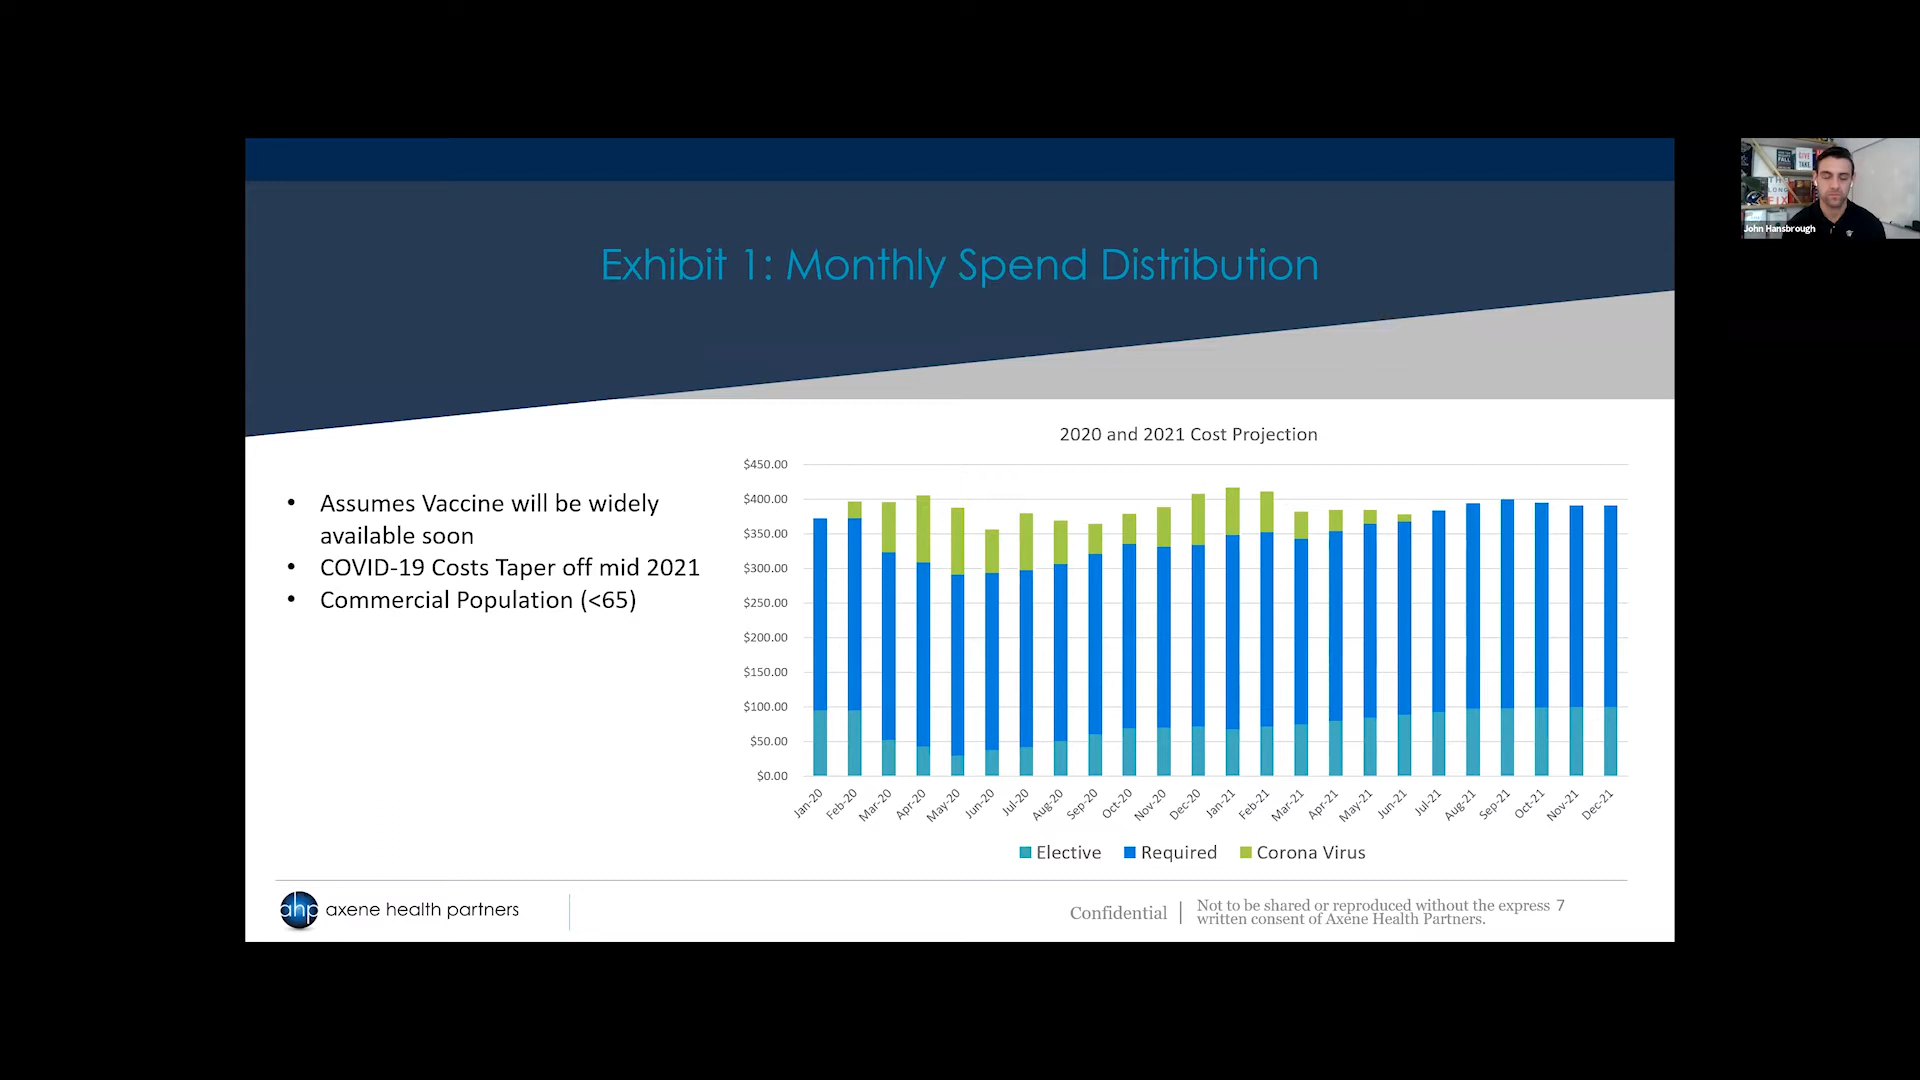 Exhibit 1: Monthly Spend Distribution
• Assumes Vaccine will be widely
available soon
• COVID-19 Costs Taper off mid 2021
• Commercial Population (<65)
2020 and 2021 Cost Projection
$450.00
$400.00
$350.00
$300.00
$250.00
$200.00
$150.00
$100.00
$50.00
$0.00
Jan-20
Feb-20
Mar-20
Apr-20
May-20
Jun-20
Jul-20
Aug-20
Sep-20
Oct-20
Nov-20
Dec-20
Jan-21
Feb-21
Mar-21
Apr-21
May-21
Jun-21
Jul-21
Aug-21
Sep-21
Oct-21
Nov-21
Dec-21
Elective Required Corona Virus
ahp axene health partners
Confidential
Not to be shared or reproduced without the express 7
written consent of Axene Health Partners.
FALL
GIVE
TAKE
THE
LONG
FIX
John Hansbrough